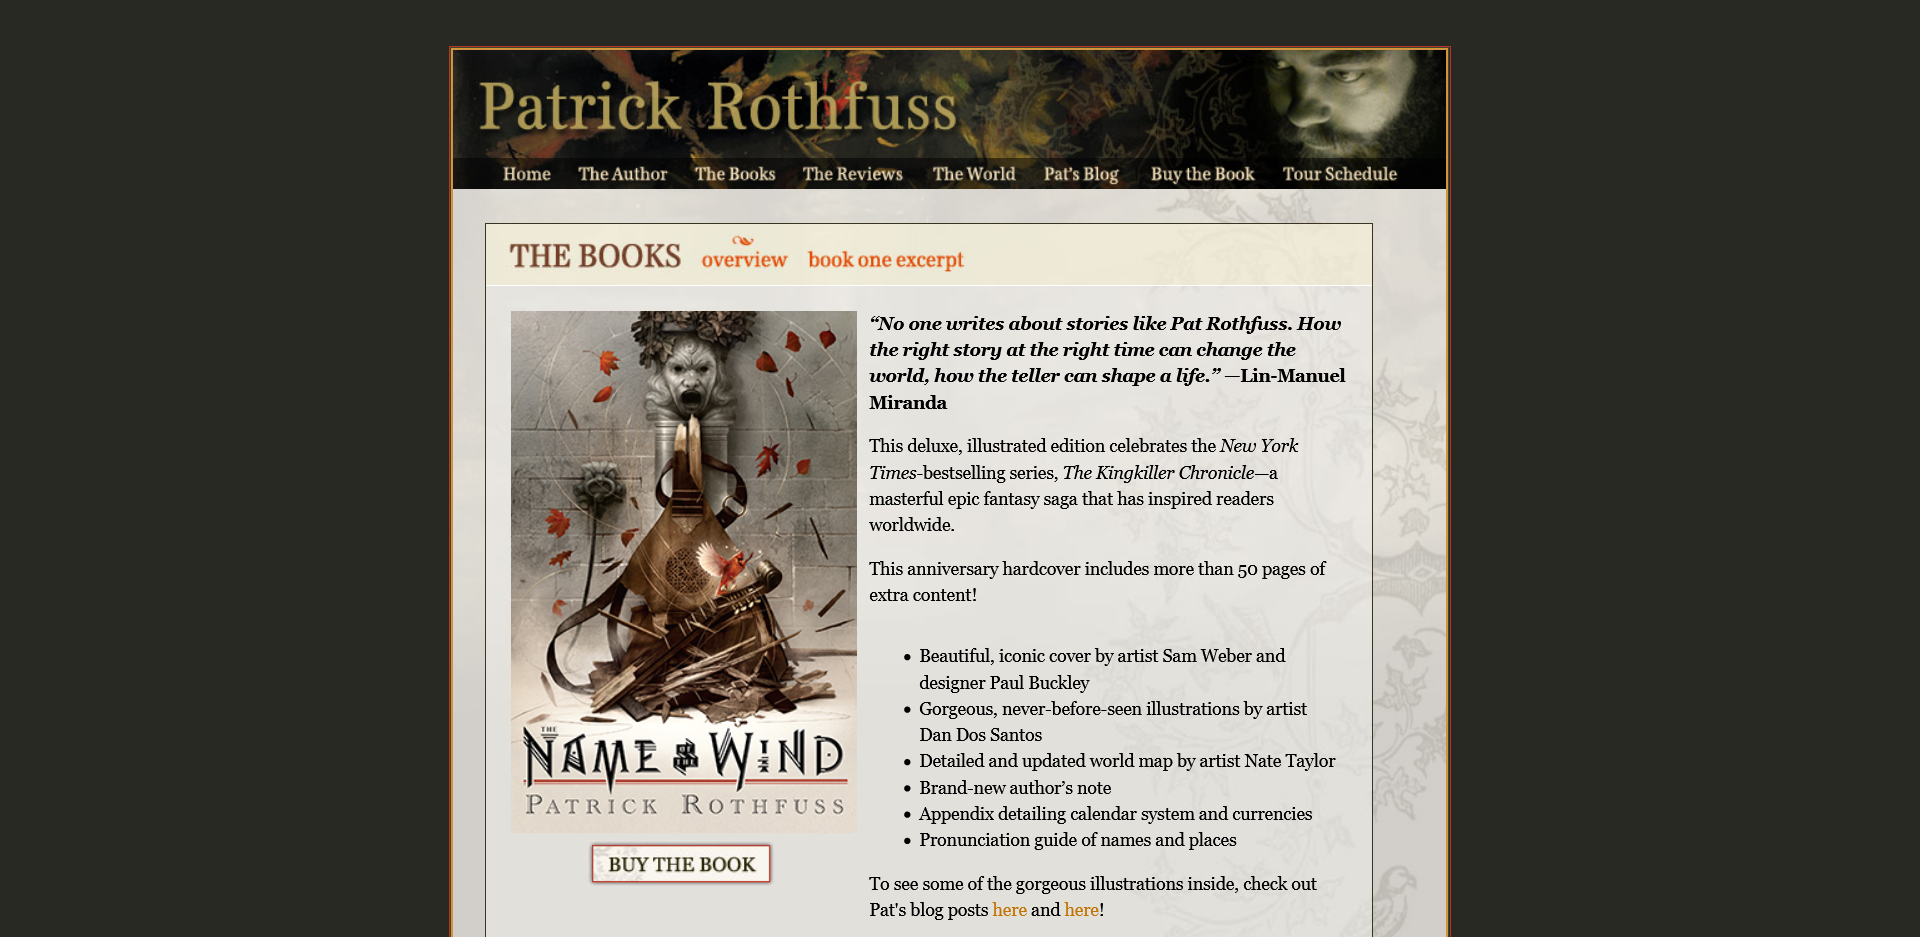 Patrick Rothfuss
Home The Author The Books The Reviews The World Pat's Blog Buy the Book Tour Schedule
THE BOOKS overview book one excerpt
“No one writes about stories like Pat Rothfuss. How
the right story at the right time can change the
world, how the teller can shape a life.” —Lin-Manuel
Miranda
This deluxe, illustrated edition celebrates the New York
Times-bestselling series, The Kingkiller Chronicle—a
masterful epic fantasy saga that has inspired readers
worldwide.
This anniversary hardcover includes more than 50 pages of
extra content!
• Beautiful, iconic cover by artist Sam Weber and
designer Paul Buckley
• Gorgeous, never-before-seen illustrations by artist
Dan Dos Santos
• Detailed and updated world map by artist Nate Taylor
• Brand-new author’s note
• Appendix detailing calendar system and currencies
• Pronunciation guide of names and places
To see some of the gorgeous illustrations inside, check out
Pat's blog posts here and here!
THE
NAME OF THE WIND
PATRICK ROTHFUSS
BUY THE BOOK